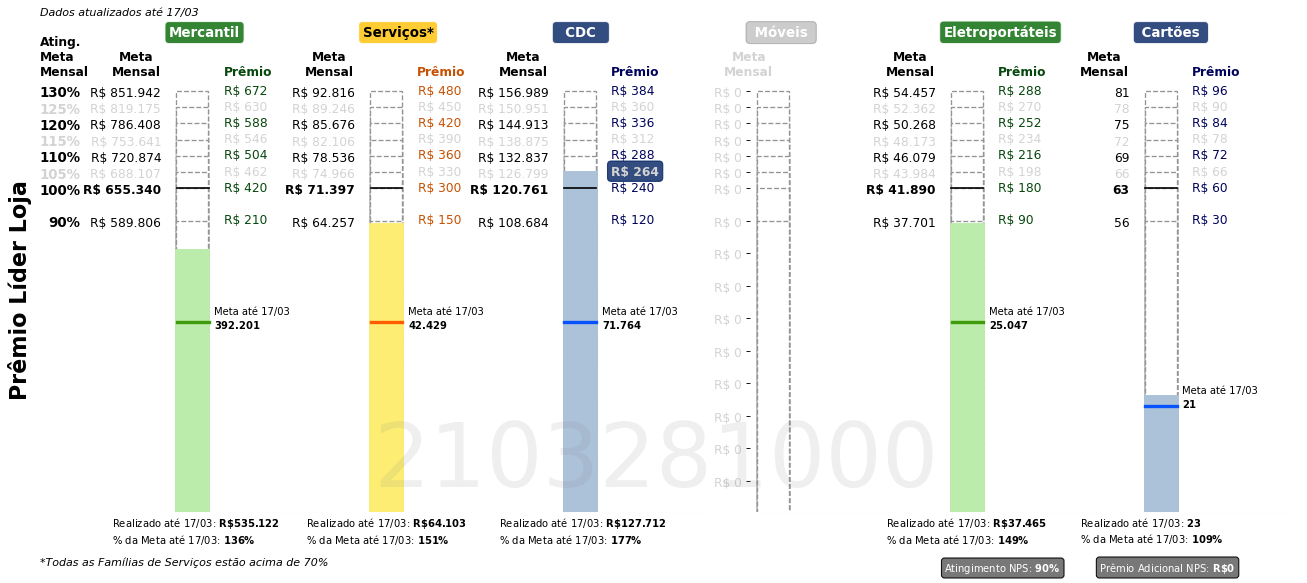 Dados atualizados até 17/03
Mercantil Serviços* CDC Móveis Eletroportáteis Cartões
Ating. Meta Mensal Meta Mensal Prêmio Meta Mensal Prêmio Meta Mensal Prêmio Meta Mensal Meta Mensal Prêmio Meta Mensal Prêmio
130% R$ 851.942 R$ 672 R$ 92.816 R$ 480 R$ 156.989 R$ 384 R$ 0 R$ 54.457 R$ 288 81 R$ 96
125% R$ 819.175 R$ 630 R$ 89.246 R$ 450 R$ 150.951 R$ 360 R$ 0 R$ 52.362 R$ 270 78 R$ 90
120% R$ 786.408 R$ 588 R$ 85.676 R$ 420 R$ 144.913 R$ 336 R$ 0 R$ 50.268 R$ 252 75 R$ 84
115% R$ 753.641 R$ 546 R$ 82.106 R$ 390 R$ 138.875 R$ 312 R$ 0 R$ 48.173 R$ 234 72 R$ 78
110% R$ 720.874 R$ 504 R$ 78.536 R$ 360 R$ 132.837 R$ 288 R$ 0 R$ 46.079 R$ 216 69 R$ 72
105% R$ 688.107 R$ 462 R$ 74.966 R$ 330 R$ 126.799 R$ 264 R$ 0 R$ 43.984 R$ 198 66 R$ 66
100% R$ 655.340 R$ 420 R$ 71.397 R$ 300 R$ 120.761 R$ 240 R$ 0 R$ 41.890 R$ 180 63 R$ 60
90% R$ 589.806 R$ 210 R$ 64.257 R$ 150 R$ 108.684 R$ 120 R$ 0 R$ 37.701 R$ 90 56 R$ 30
R$ 0
R$ 0
R$ 0
R$ 0
R$ 0
R$ 0
R$ 0
R$ 0
Prêmio Líder Loja
Meta até 17/03 Meta até 17/03 Meta até 17/03 Meta até 17/03
392.201 42.429 71.764 25.047
Meta até 17/03
21
2103281000
Realizado até 17/03: R$535.122 Realizado até 17/03: R$64.103 Realizado até 17/03: R$127.712 Realizado até 17/03: R$37.465 Realizado até 17/03: 23
% da Meta até 17/03: 136% % da Meta até 17/03: 151% % da Meta até 17/03: 177% % da Meta até 17/03: 149% % da Meta até 17/03: 109%
*Todas as Famílias de Serviços estão acima de 70% Atingimento NPS: 90% Prêmio Adicional NPS: R$0